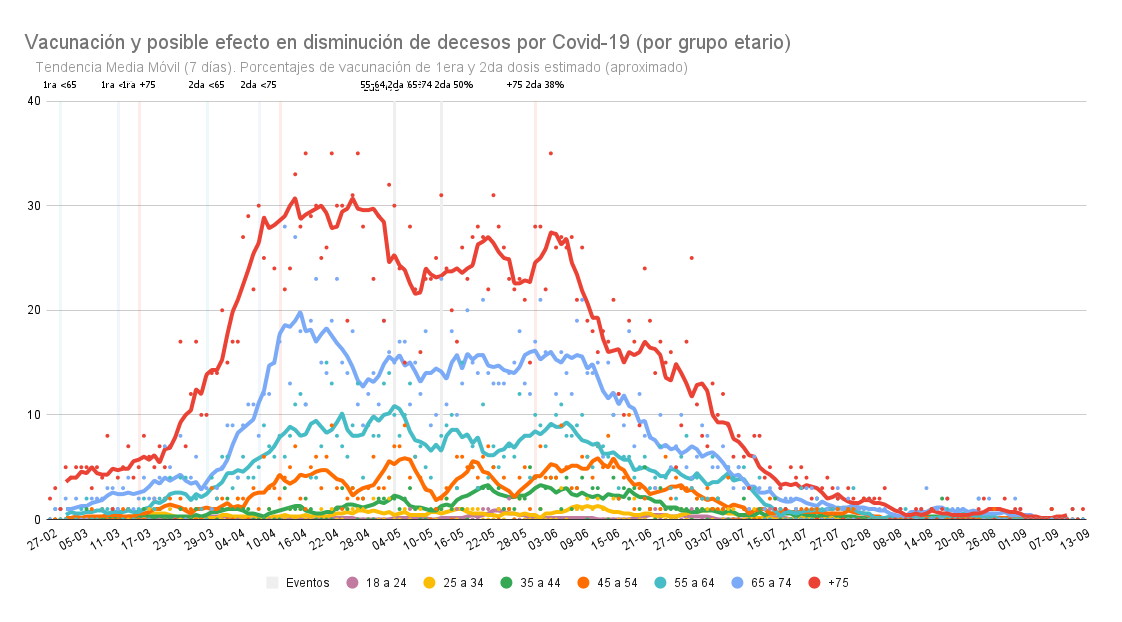 Vacunación y posible efecto en disminución de decesos por Covid-19 (por grupo etario)
Tendencia Media Móvil (7 días). Porcentajes de vacunación de 1era y 2da dosis estimado (aproximado)
1ra <65 1ra <1ra +75 2da <65 2da <75 55-64,2da 65-74 2da 50% +75 2da 38%
40
30
20
10
0
27-02 05-03 11-03 17-03 23-03 29-03 04-04 10-04 16-04 22-04 28-04 04-05 10-05 16-05 22-05 28-05 03-06 09-06 15-06 21-06 27-06 03-07 09-07 15-07 21-07 27-07 02-08 08-08 14-08 20-08 26-08 01-09 07-09 13-09
Eventos 18 a 24 25 a 34 35 a 44 45 a 54 55 a 64 65 a 74 +75